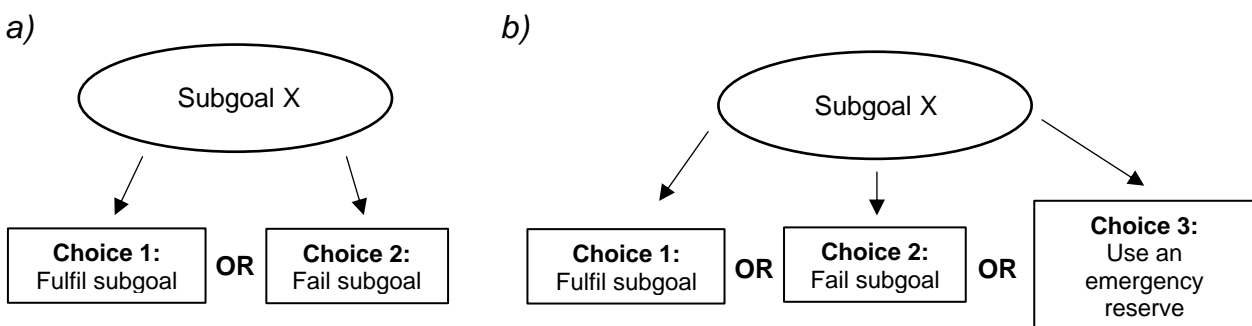 a)
Subgoal X
Choice 1:
Fulfil subgoal
OR
Choice 2:
Fail subgoal
b)
Subgoal X
Choice 1:
Fulfil subgoal
OR
Choice 2:
Fail subgoal
OR
Choice 3:
Use an
emergency
reserve